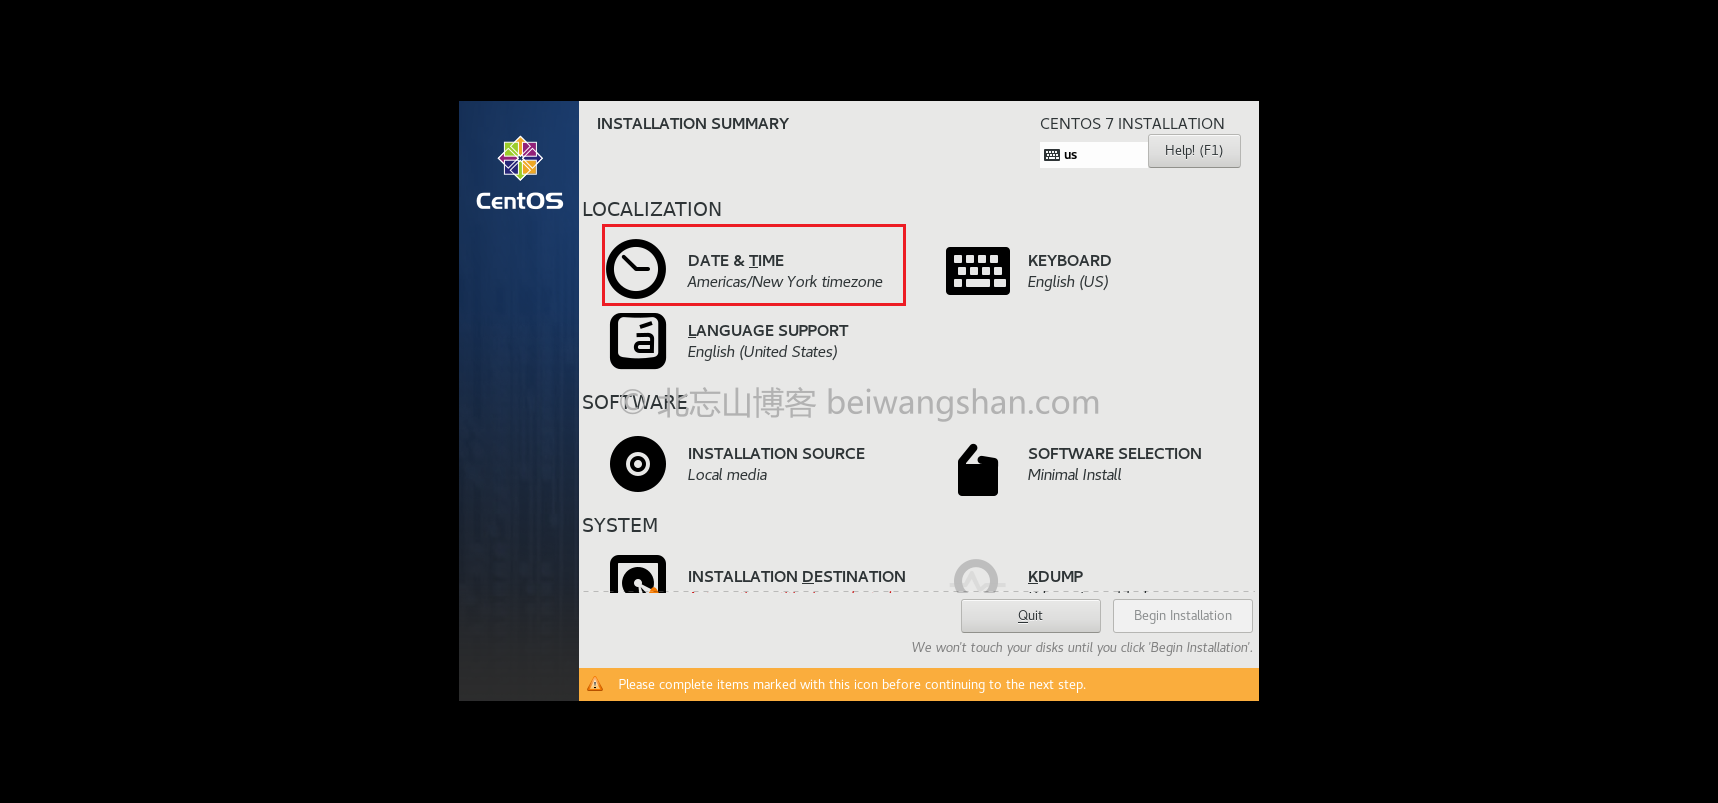 INSTALLATION SUMMARY
CENTOS 7 INSTALLATION
us
Help! (F1)
CentOS
LOCALIZATION
DATE & TIME
Americas/New York timezone
KEYBOARD
English (US)
LANGUAGE SUPPORT
English (United States)
SOFTWARE
© 北忘山博客 beiwangshan.com
INSTALLATION SOURCE
Local media
SOFTWARE SELECTION
Minimal Install
SYSTEM
INSTALLATION DESTINATION
KDUMP
Quit
Begin Installation
We won't touch your disks until you click 'Begin Installation'.
Please complete items marked with this icon before continuing to the next step.